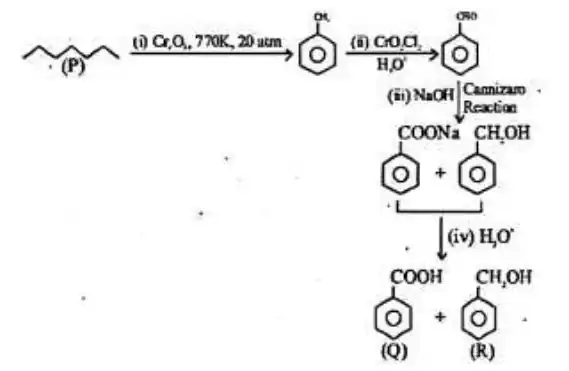 (i) Cr₂O₃, 770K, 20 atm
CH₃
(ii) CrO₂Cl₂
H₃O⁺
CHO
(P)
(iii) NaOH
Cannizaro
Reaction
COONa CH₂OH
+
(iv) H₃O⁺
COOH CH₂OH
+
(Q) (R)